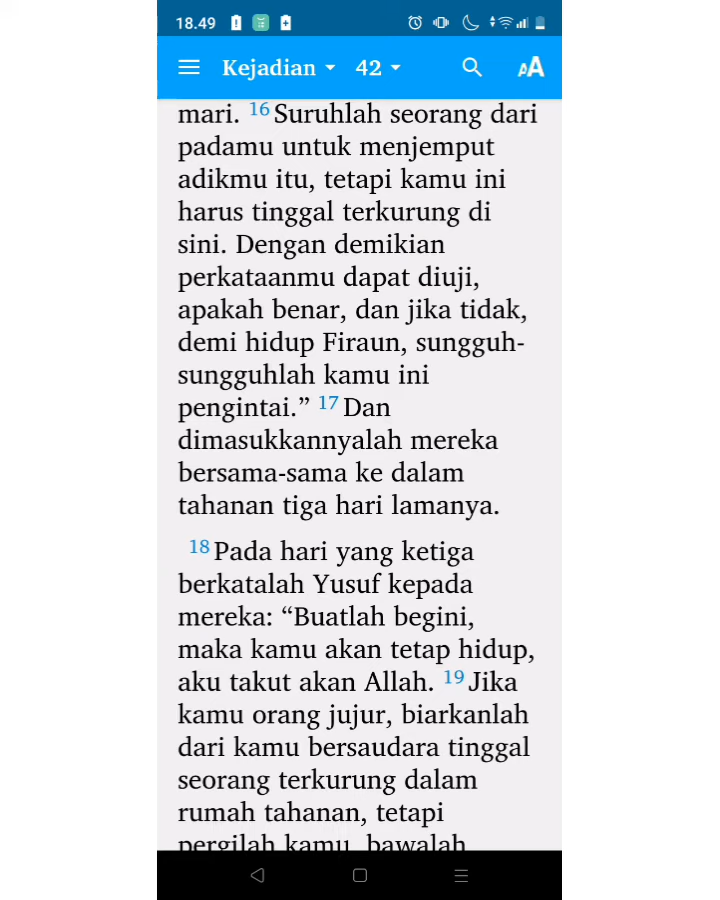 18.49
Kejadian 42 AA
mari. 16 Suruhlah seorang dari
padamu untuk menjemput
adikmu itu, tetapi kamu ini
harus tinggal terkurung di
sini. Dengan demikian
perkataanmu dapat diuji,
apakah benar, dan jika tidak,
demi hidup Firaun, sungguh-
sungguhlah kamu ini
pengintai.” 17 Dan
dimasukkannyalah mereka
bersama-sama ke dalam
tahanan tiga hari lamanya.
18 Pada hari yang ketiga
berkatalah Yusuf kepada
mereka: “Buatlah begini,
maka kamu akan tetap hidup,
aku takut akan Allah. 19 Jika
kamu orang jujur, biarkanlah
dari kamu bersaudara tinggal
seorang terkurung dalam
rumah tahanan, tetapi
pergilah kamu, bawalah